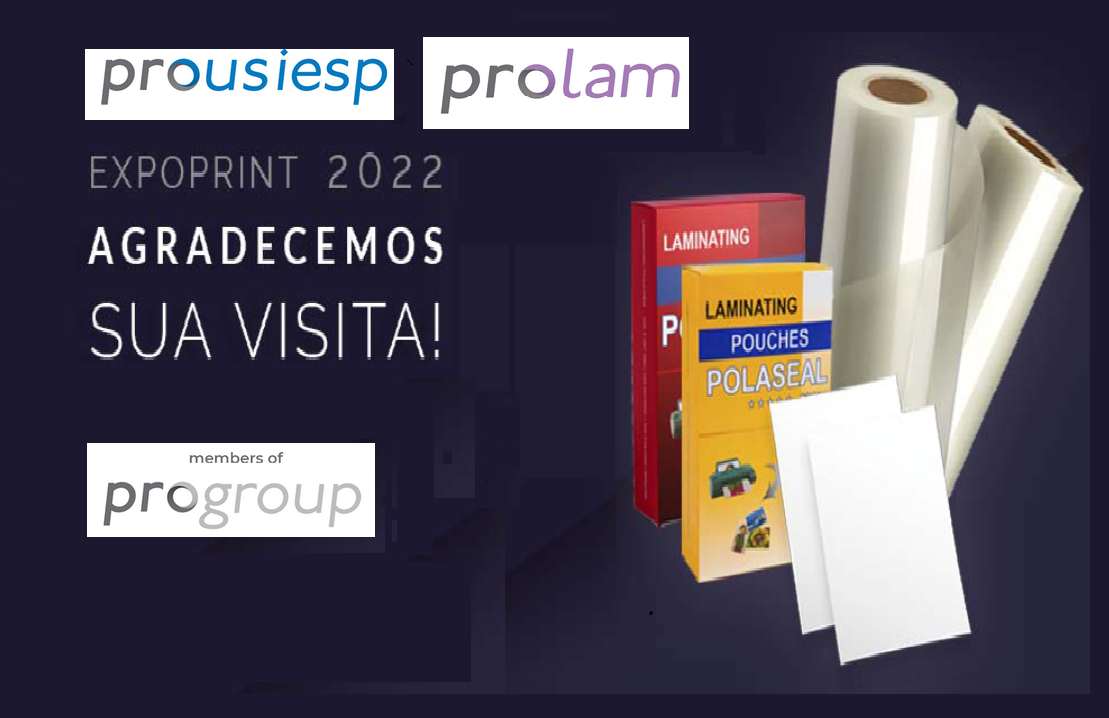 prousiesp
prolam
EXPOPRINT 2022
AGRADECEMOS
SUA VISITA!
members of
progroup
LAMINATING
LAMINATING
POUCHES
POLASEAL